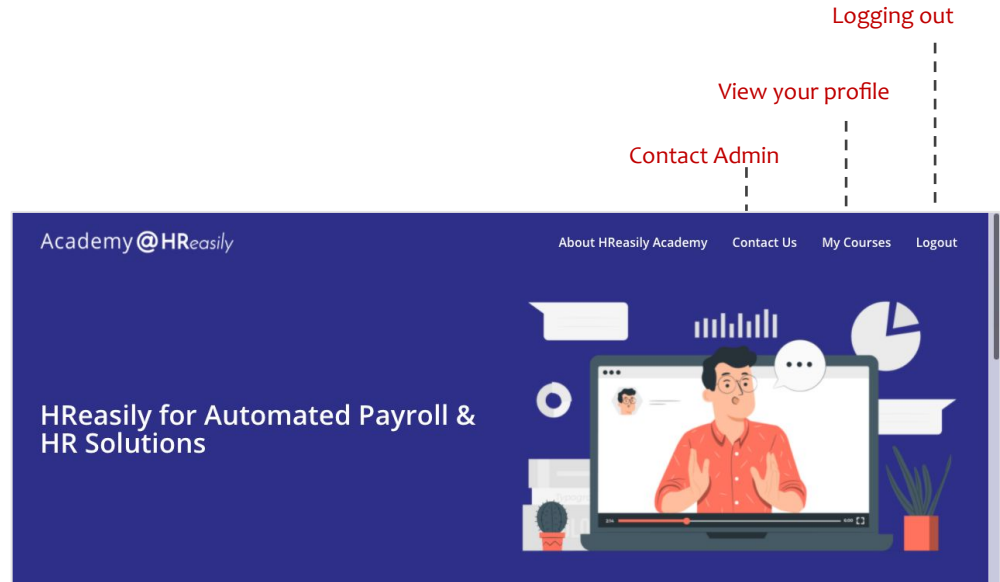 Logging out
View your profile
Contact Admin
Academy@HReasily
About HReasily Academy Contact Us My Courses Logout
HReasily for Automated Payroll &
HR Solutions